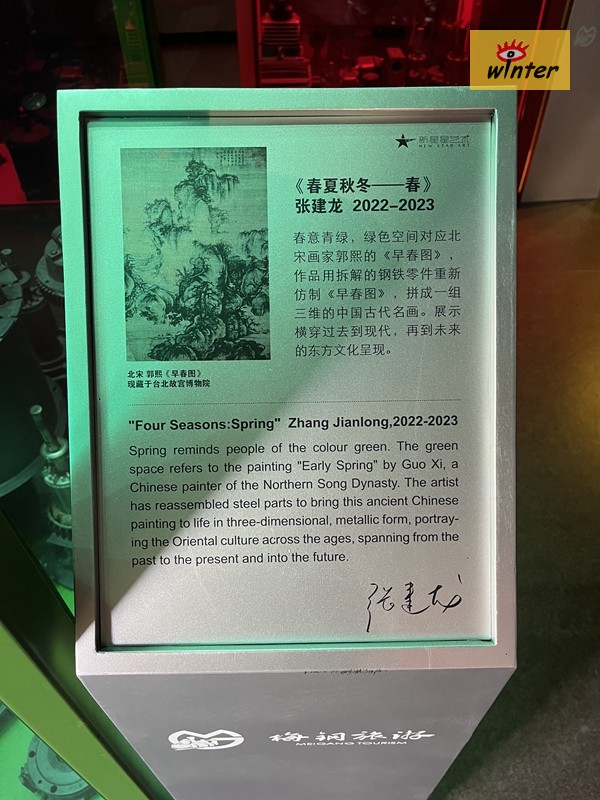 winter
新星星艺术
NEW STAR ART
《春夏秋冬——春》
张建龙 2022–2023
春意青绿，绿色空间对应北
宋画家郭熙的《早春图》，
作品用拆解的钢铁零件重新
仿制《早春图》，拼成一组
三维的中国古代名画。展示
横穿过去到现代，再到未来
的东方文化呈现。
北宋 郭熙《早春图》
现藏于台北故宫博物院
"Four Seasons:Spring" Zhang Jianlong,2022-2023
Spring reminds people of the colour green. The green
space refers to the painting "Early Spring" by Guo Xi, a
Chinese painter of the Northern Song Dynasty. The artist
has reassembled steel parts to bring this ancient Chinese
painting to life in three-dimensional, metallic form, portray-
ing the Oriental culture across the ages, spanning from the
past to the present and into the future.
张建龙
梅钢旅游
MEIGANG TOURISM